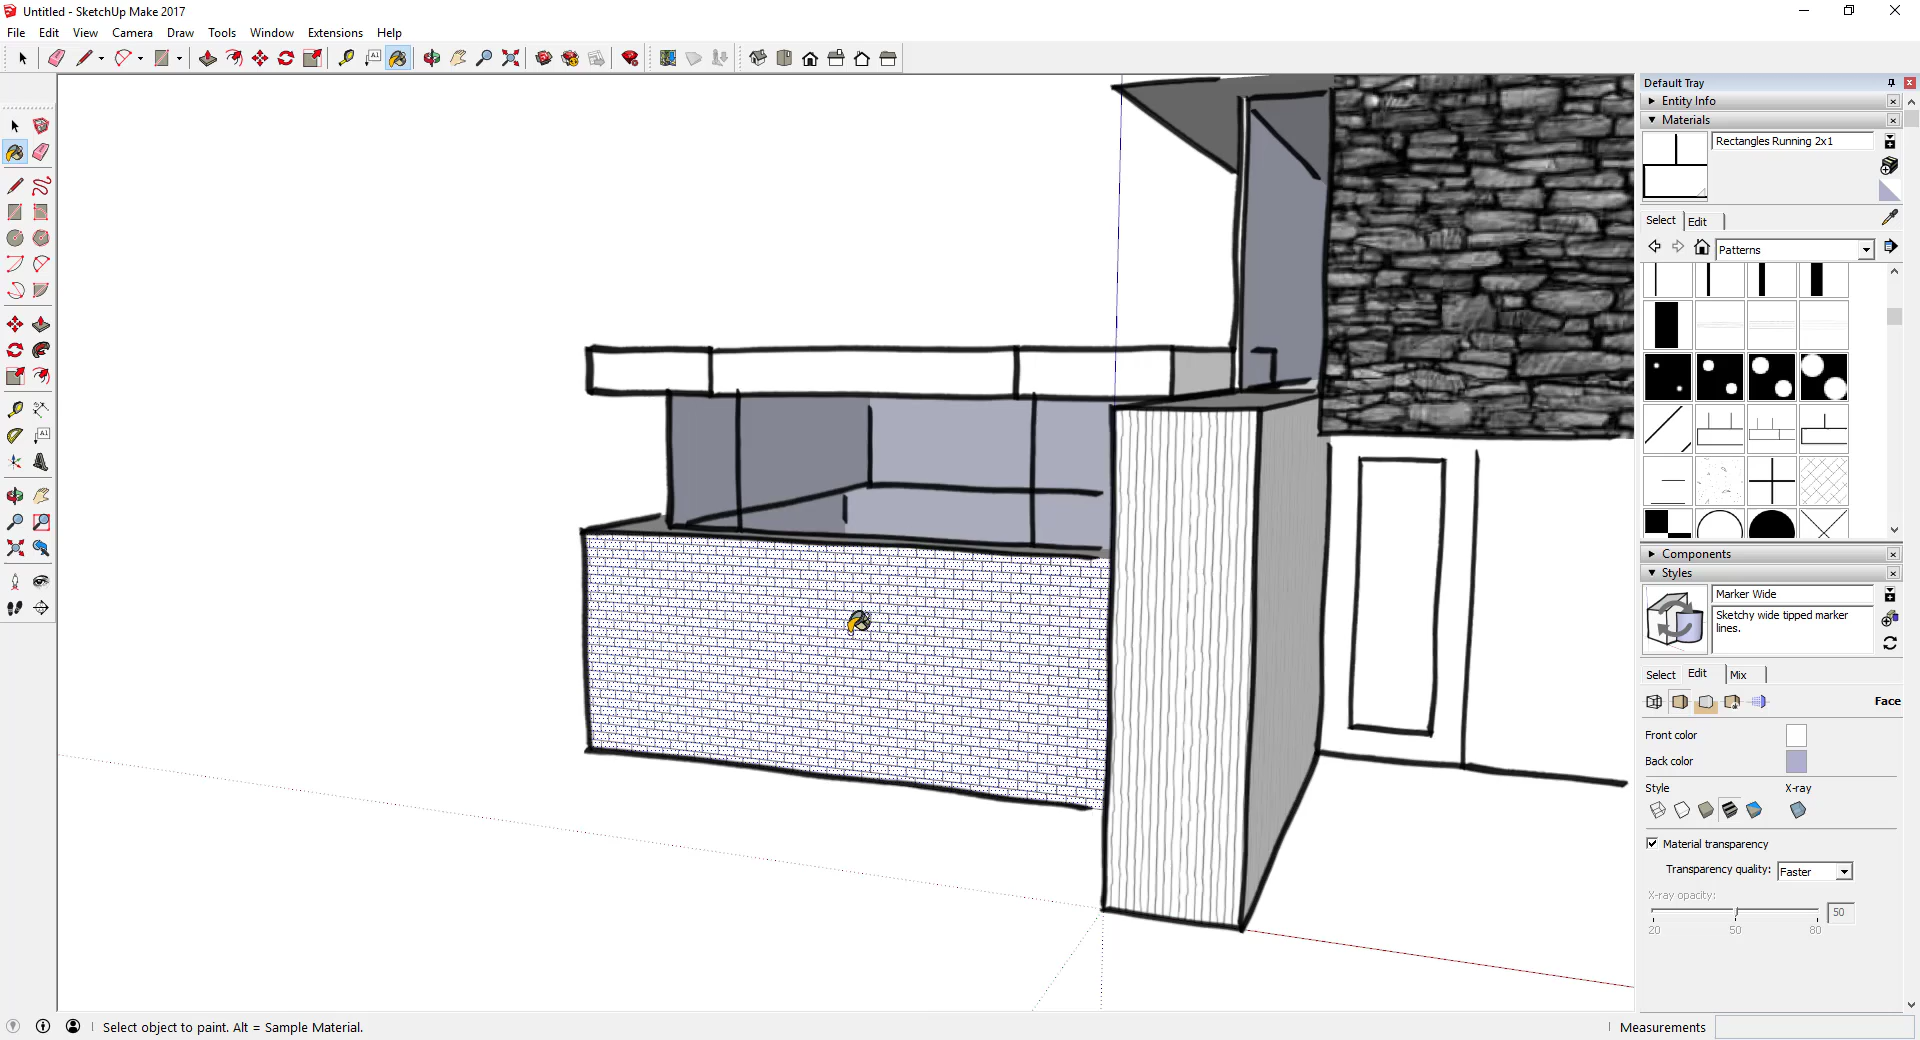 Untitled - SketchUp Make 2017
File Edit View Camera Draw Tools Window Extensions Help
A1
A1
Default Tray
Entity Info
Materials
Rectangles Running 2x1
Select Edit
Patterns
Components
Styles
Marker Wide
Sketchy wide tipped marker
lines.
Select Edit Mix
Face
Front color
Back color
Style X-ray
Material transparency
Transparency quality: Faster
X-ray opacity:
50
20 50 80
Select object to paint. Alt = Sample Material.
Measurements